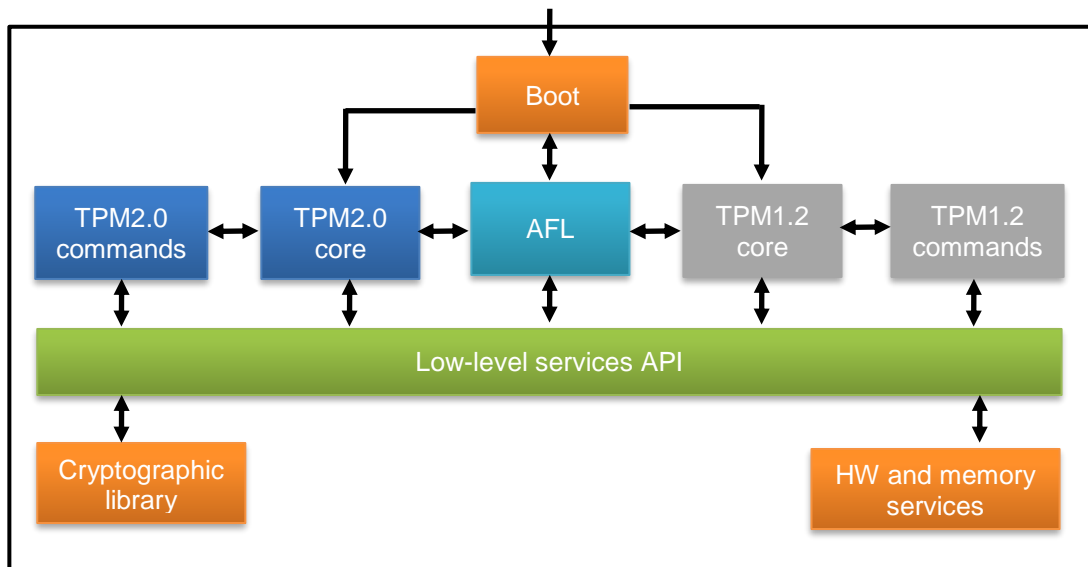 Boot
TPM2.0
commands
TPM2.0
core
AFL
TPM1.2
core
TPM1.2
commands
Low-level services API
Cryptographic
library
HW and memory
services